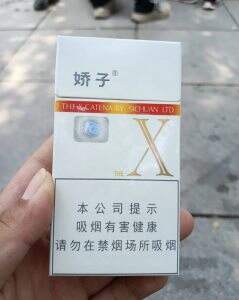 娇子®
THE X CATENA BY SICHUAN LTD
THE X
本公司提示
吸烟有害健康
请勿在禁烟场所吸烟